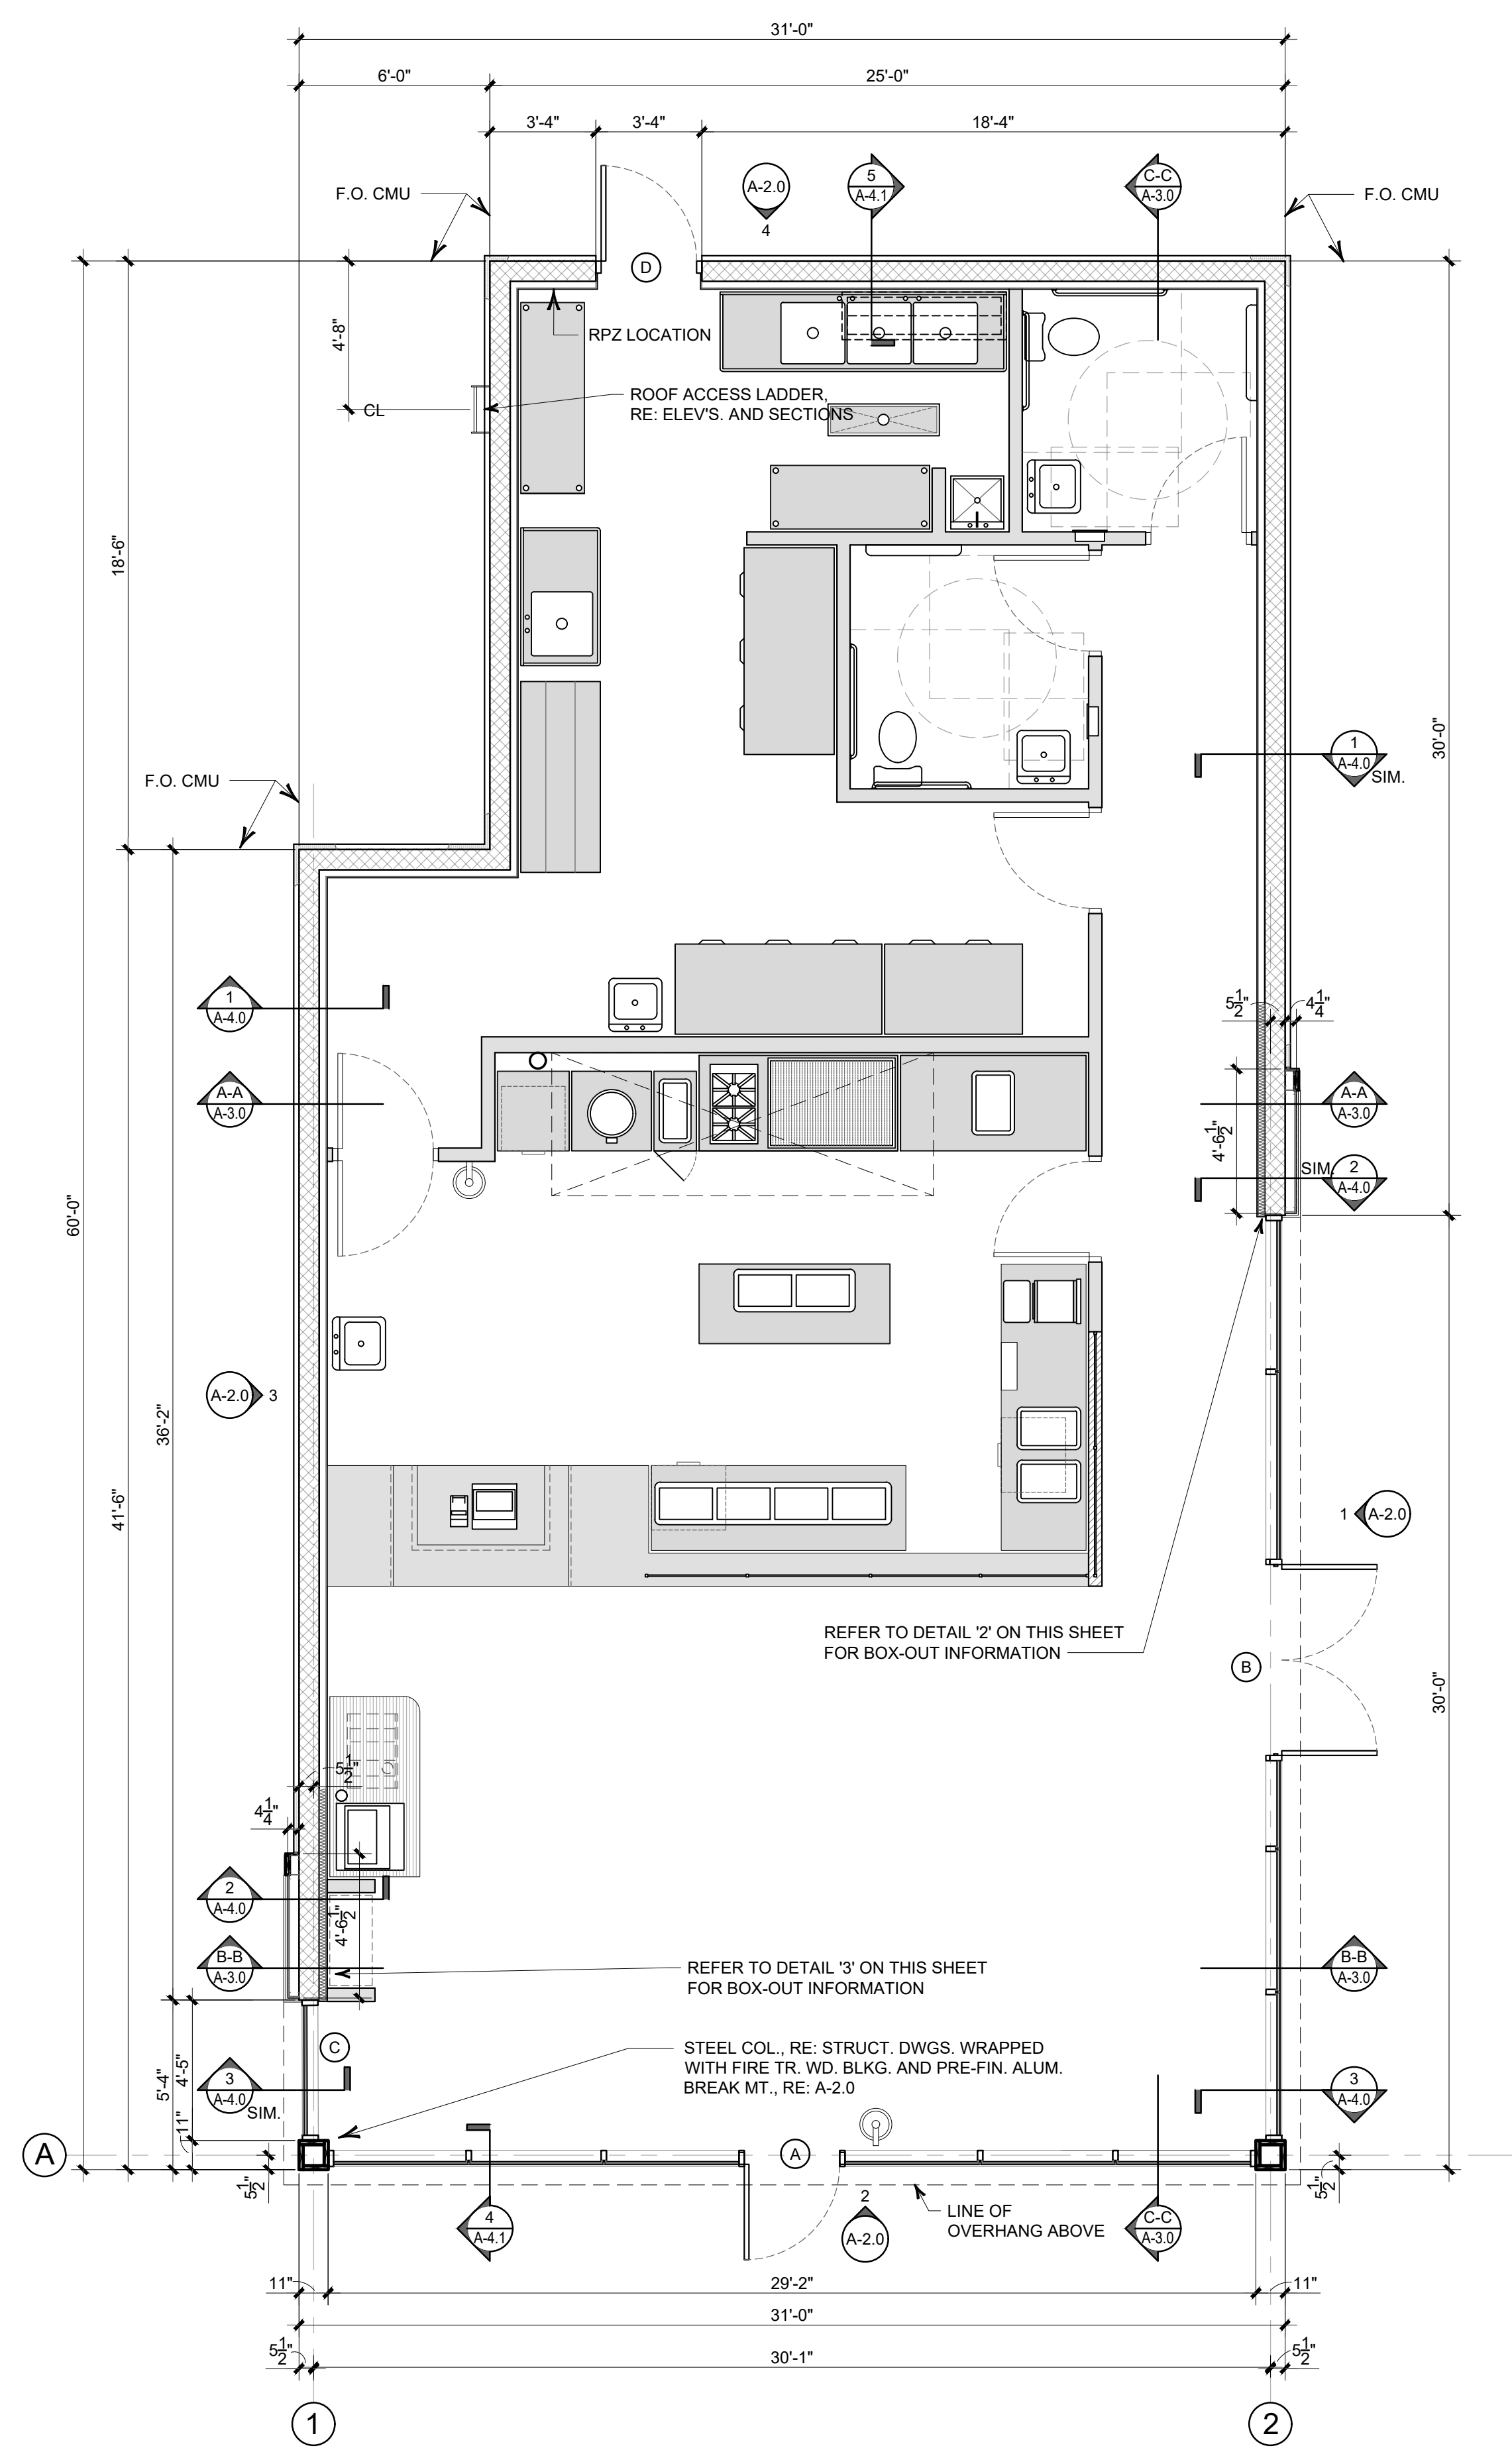 31'-0"
6'-0"
25'-0"
3'-4"
3'-4"
18'-4"
F.O. CMU
A-2.0
4
5
A-4.1
C-C
A-3.0
F.O. CMU
D
4'-8"
RPZ LOCATION
CL
ROOF ACCESS LADDER,
RE: ELEV'S. AND SECTIONS
18'-6"
30'-0"
1
A-4.0
SIM.
F.O. CMU
1
A-4.0
5 1/2"
4 1/4"
A-A
A-3.0
A-A
A-3.0
4'-6 1/2"
SIM.
2
A-4.0
60'-0"
A-2.0
3
36'-2"
41'-6"
1
A-2.0
REFER TO DETAIL '2' ON THIS SHEET
FOR BOX-OUT INFORMATION
B
30'-0"
5 1/2"
4 1/4"
2
A-4.0
4'-6 1/2"
B-B
A-3.0
REFER TO DETAIL '3' ON THIS SHEET
FOR BOX-OUT INFORMATION
B-B
A-3.0
C
STEEL COL., RE: STRUCT. DWGS. WRAPPED
WITH FIRE TR. WD. BLKG. AND PRE-FIN. ALUM.
BREAK MT., RE: A-2.0
5'-4"
4'-5"
3
A-4.0
SIM.
3
A-4.0
11"
A
A
5 1/2"
5 1/2"
4
A-4.1
2
A-2.0
LINE OF
OVERHANG ABOVE
C-C
A-3.0
11"
29'-2"
11"
31'-0"
5 1/2"
30'-1"
5 1/2"
1
2